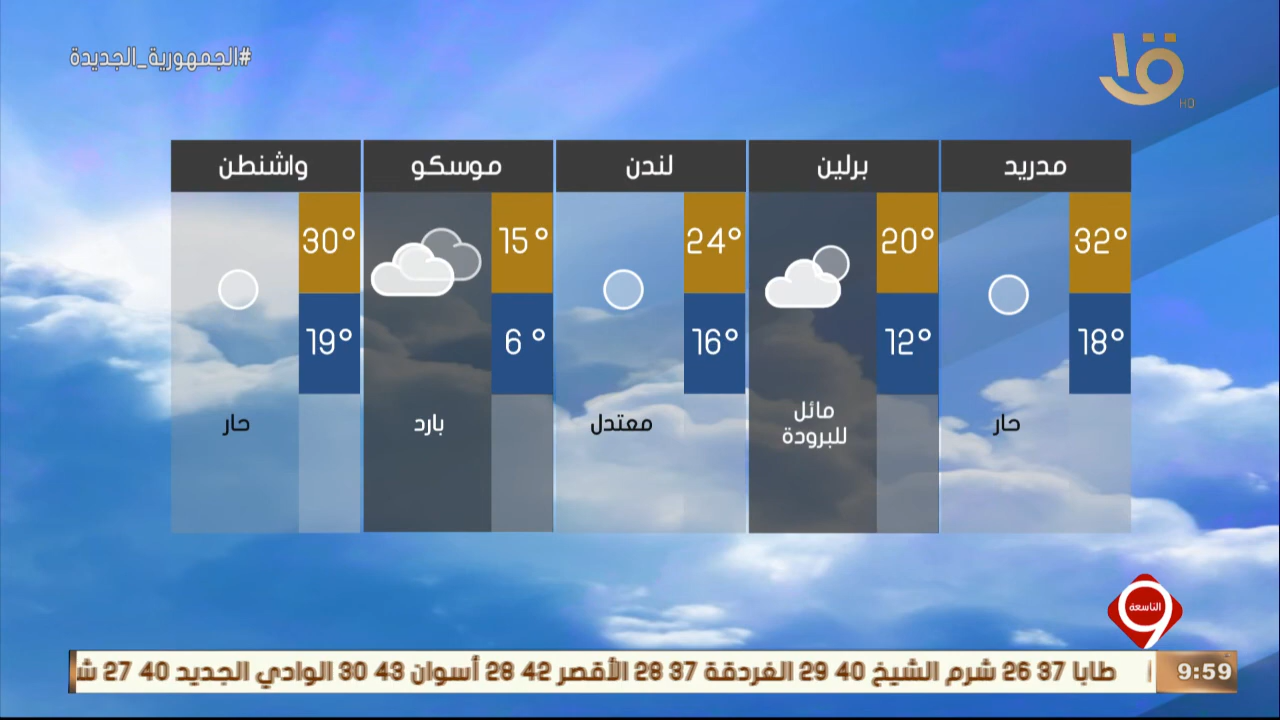 #الجمهورية_الجديدة
HD
مدريد
32°
18°
حار
برلين
20°
12°
مائل
للبرودة
لندن
24°
16°
معتدل
موسكو
15°
6°
بارد
واشنطن
30°
19°
حار
التاسعة
9
9:59
طابا 37 26 شرم الشيخ 40 29 الغردقة 37 28 الأقصر 42 28 أسوان 43 30 الوادي الجديد 40 27